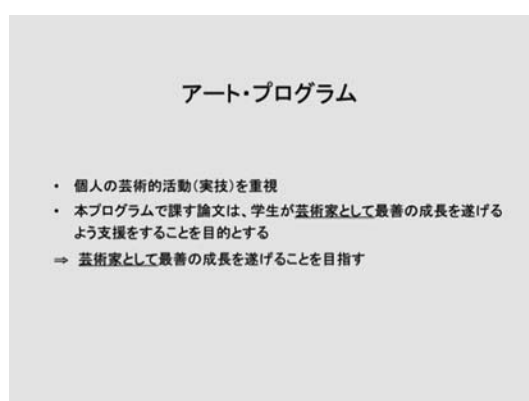 アート・プログラム
• 個人の芸術的活動(実技)を重視
• 本プログラムで課す論文は、学生が芸術家として最善の成長を遂げる
よう支援をすることを目的とする
⇒ 芸術家として最善の成長を遂げることを目指す